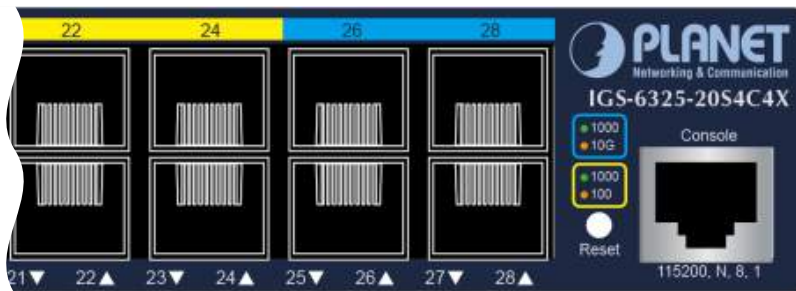 22 24 26 28
PLANET
Networking & Communication
IGS-6325-20S4C4X
1000
10G
Console
1000
100
Reset
21▼ 22▲ 23▼ 24▲ 25▼ 26▲ 27▼ 28▲
115200, N, 8, 1